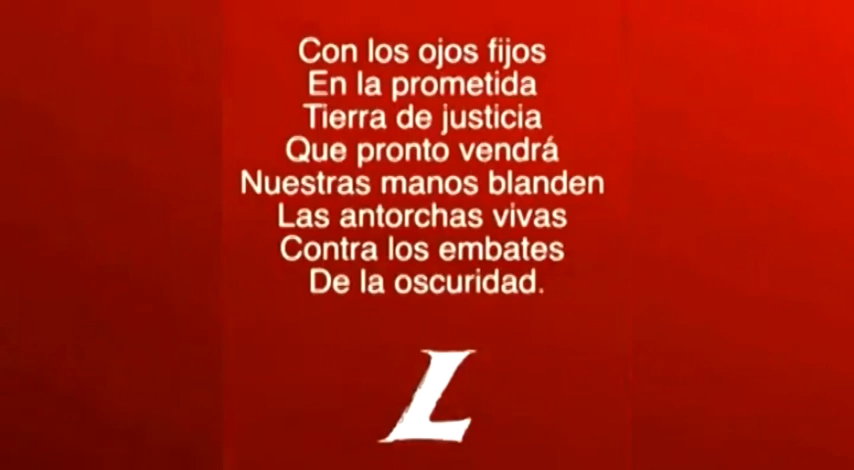 Con los ojos fijos
En la prometida
Tierra de justicia
Que pronto vendrá
Nuestras manos blanden
Las antorchas vivas
Contra los embates
De la oscuridad.
L